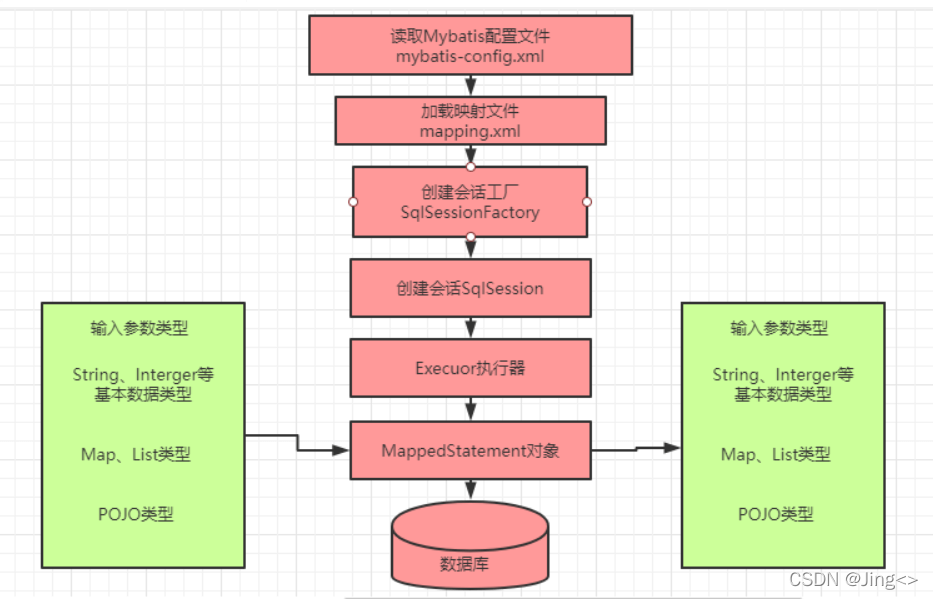 读取Mybatis配置文件
mybatis-config.xml
加载映射文件
mapping.xml
创建会话工厂
SqlSessionFactory
创建会话SqlSession
Execuor执行器
MappedStatement对象
数据库
输入参数类型
String、Interger等
基本数据类型
Map、List类型
POJO类型
输入参数类型
String、Interger等
基本数据类型
Map、List类型
POJO类型
CSDN @Jing<>